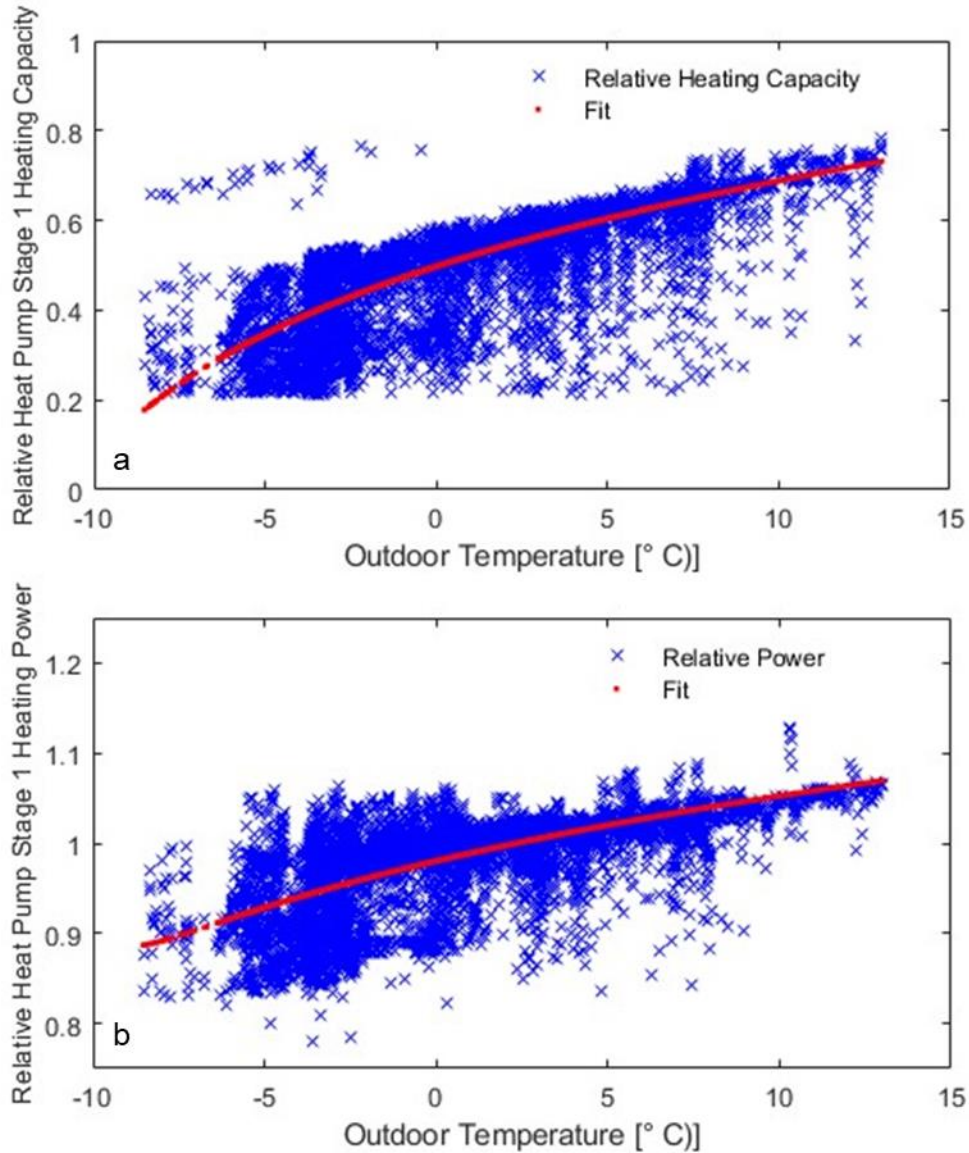 Relative Heat Pump Stage 1 Heating Capacity
1
0.8
0.6
0.4
0.2
0
× Relative Heating Capacity
Fit
a
-10 -5 0 5 10 15
Outdoor Temperature [° C)]
Relative Heat Pump Stage 1 Heating Power
1.2
1.1
1
0.9
0.8
× Relative Power
Fit
b
-10 -5 0 5 10 15
Outdoor Temperature [° C)]